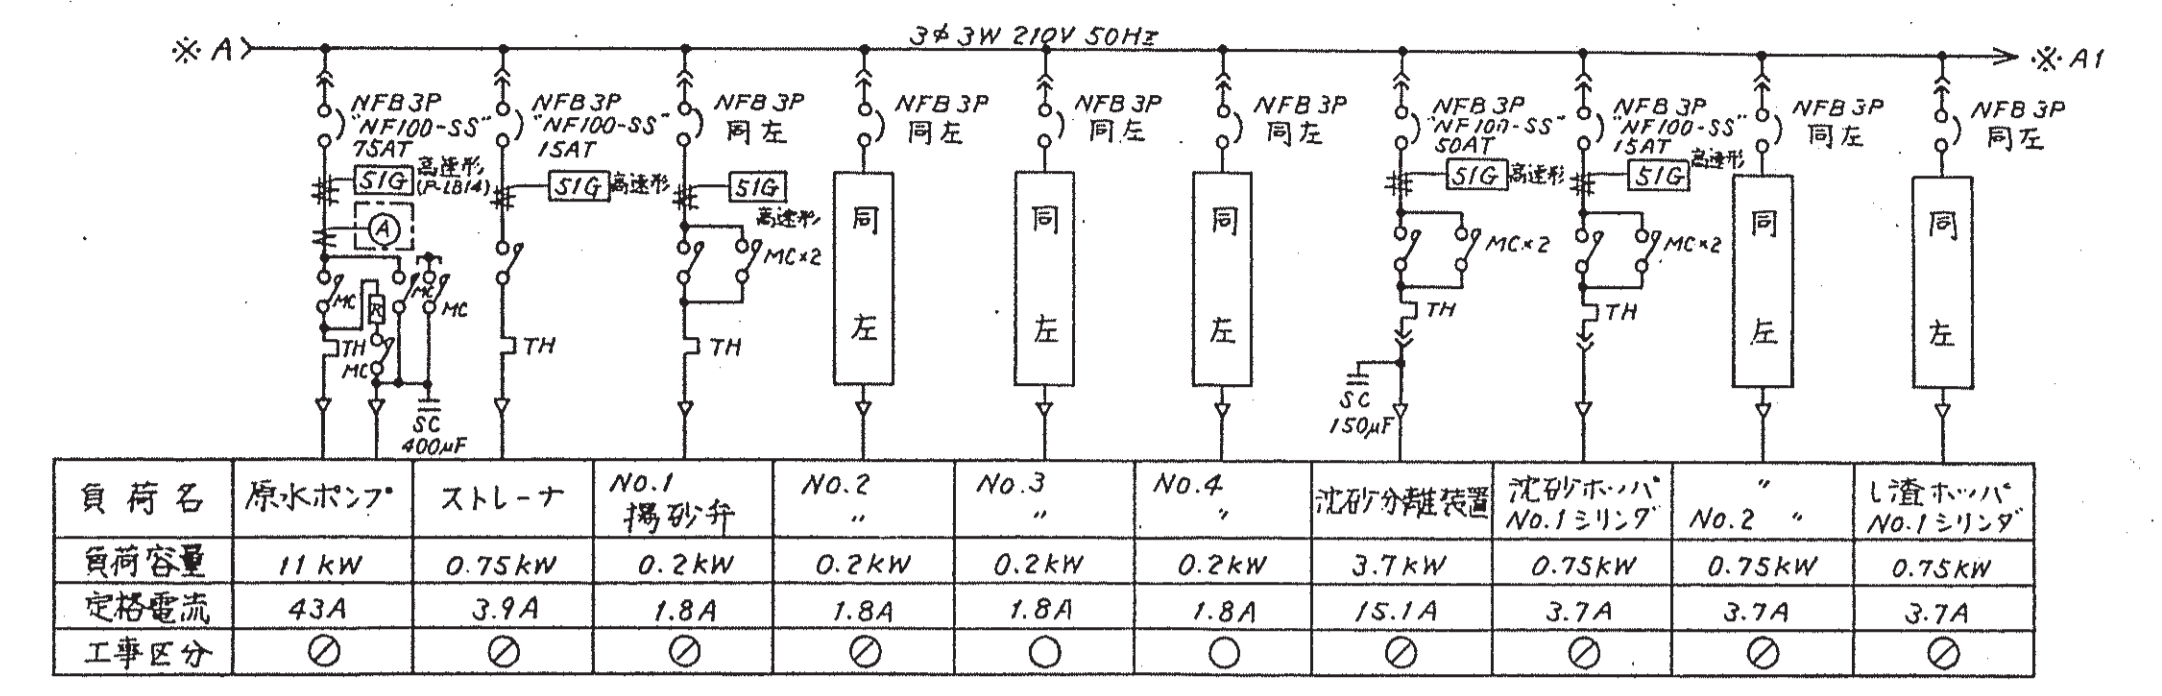 ※ A
3φ 3W 210V 50Hz
※ A1
NFB 3P
"NF100-SS"
75AT
51G
高速形
(P-LB14)
A
MC
MC
MC
R
TH
MC
SC
400μF
NFB 3P
"NF100-SS"
15AT
51G
高速形
TH
NFB 3P
同左
51G
高速形
MC×2
TH
NFB 3P
同左
同
左
NFB 3P
同左
同
左
NFB 3P
同左
同
左
NFB 3P
"NF100-SS"
50AT
51G
高速形
MC×2
TH
SC
150μF
NFB 3P
"NF100-SS"
15AT
51G
高速形
MC×2
TH
NFB 3P
同左
同
左
NFB 3P
同左
同
左
負荷名 原水ポンプ ストレーナ No.1 揚砂弁 No.2 〃 No.3 〃 No.4 〃 沈砂分離装置 沈砂ホッパ No.1シリンダ 〃 No.2 〃 し渣ホッパ No.1シリンダ
負荷容量 11kW 0.75kW 0.2kW 0.2kW 0.2kW 0.2kW 3.7kW 0.75kW 0.75kW 0.75kW
定格電流 43A 3.9A 1.8A 1.8A 1.8A 1.8A 15.1A 3.7A 3.7A 3.7A
工事区分